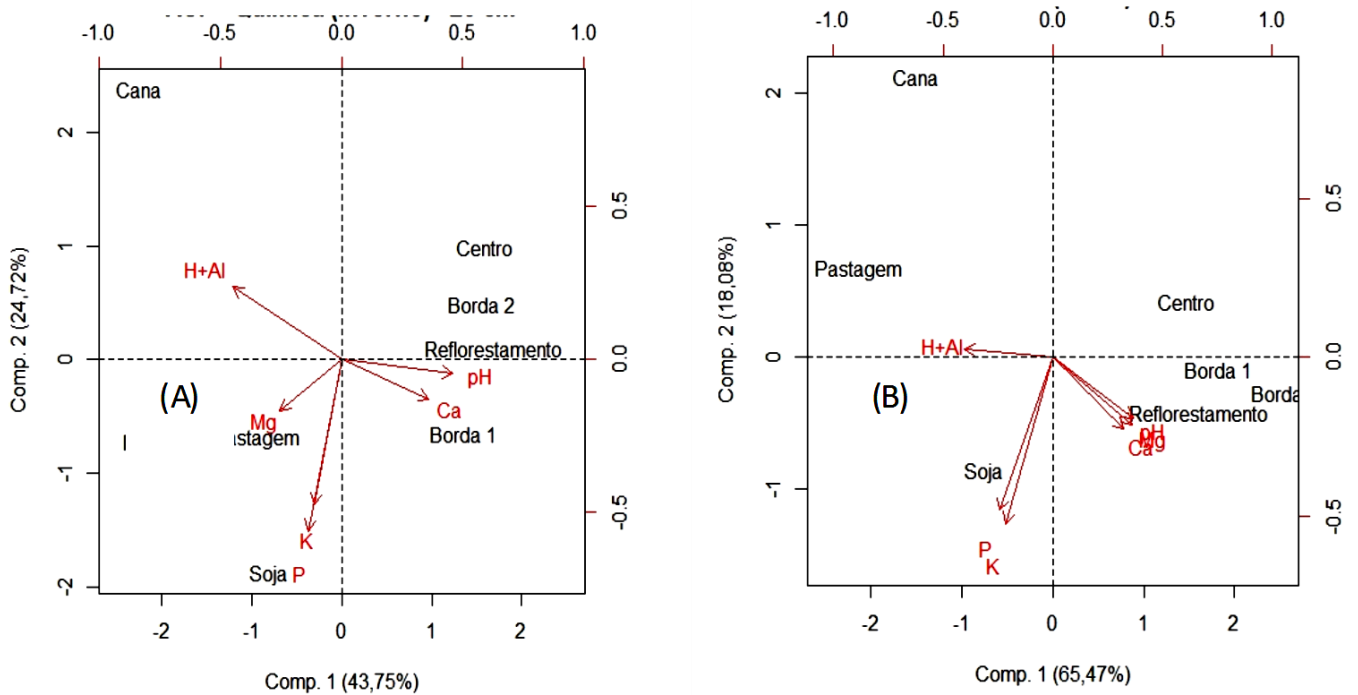 -1.0 -0.5 0.0 0.5 1.0
Cana
2
1
0
-1
-2
Comp. 2 (24,72%)
Centro
H+Al
Borda 2
Reflorestamento
pH
(A)
Mg
Ca
stagem
Borda 1
K
Soja P
0.5
0.0
-0.5
-2 -1 0 1 2
Comp. 1 (43,75%)
-1.0 -0.5 0.0 0.5 1.0
Cana
2
1
0
-1
Comp. 2 (18,08%)
Pastagem
Centro
H+Al
Borda 1
(B)
Borda
Reflorestamento
pH
Mg
Ca
Soja
P
K
0.5
0.0
-0.5
-2 -1 0 1 2
Comp. 1 (65,47%)